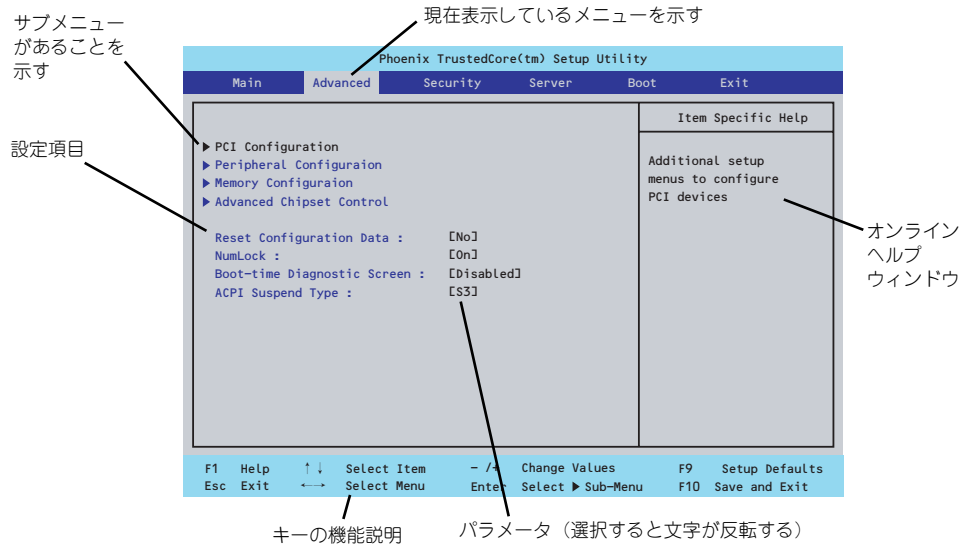 現在表示しているメニューを示す
サブメニュー
があることを
示す
Phoenix TrustedCore(tm) Setup Utility
Main Advanced Security Server Boot Exit
Item Specific Help
設定項目
▶ PCI Configuration
▶ Peripheral Configuraion
▶ Memory Configuraion
▶ Advanced Chipset Control
Additional setup
menus to configure
PCI devices
オンライン
ヘルプ
ウィンドウ
Reset Configuration Data : [No]
NumLock : [On]
Boot-time Diagnostic Screen : [Disabled]
ACPI Suspend Type : [S3]
F1 Help ↑↓ Select Item - /+ Change Values F9 Setup Defaults
Esc Exit ←→ Select Menu Enter Select ▶ Sub-Menu F10 Save and Exit
キーの機能説明
パラメータ（選択すると文字が反転する）